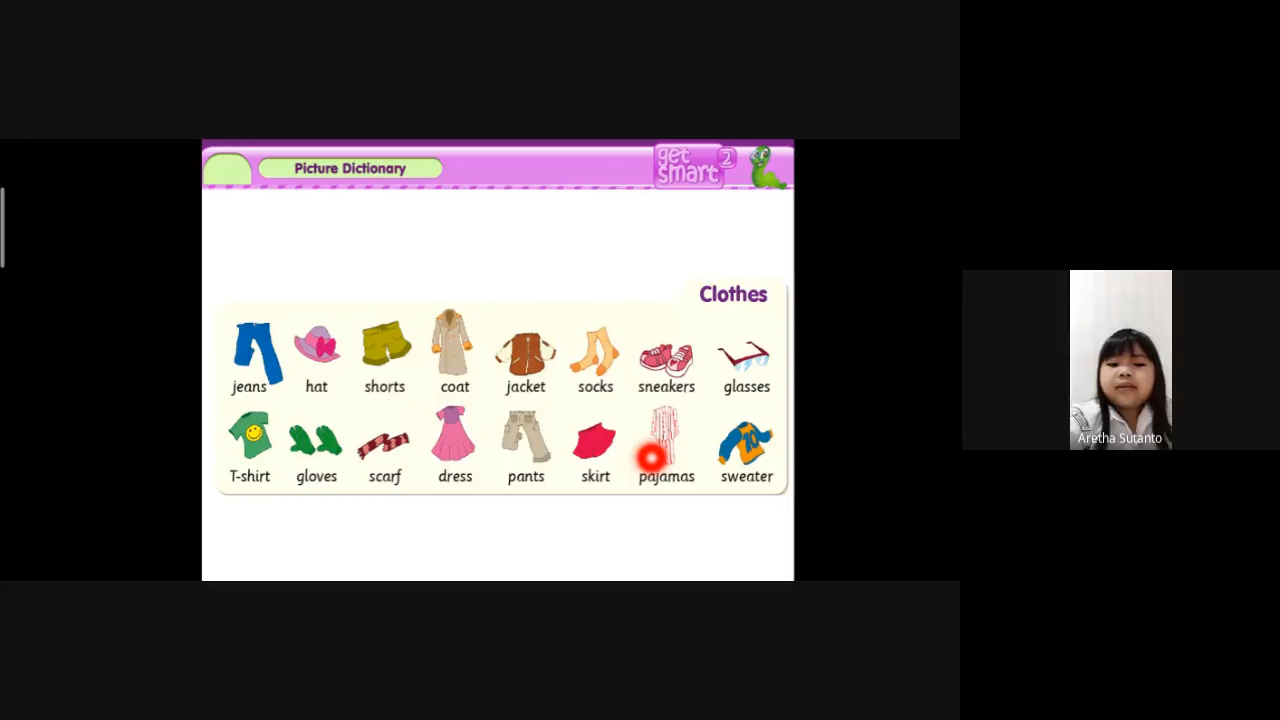 Picture Dictionary
get
smart 2
Clothes
jeans hat shorts coat jacket socks sneakers glasses
70
T-shirt gloves scarf dress pants skirt pajamas sweater
Aretha Sutanto